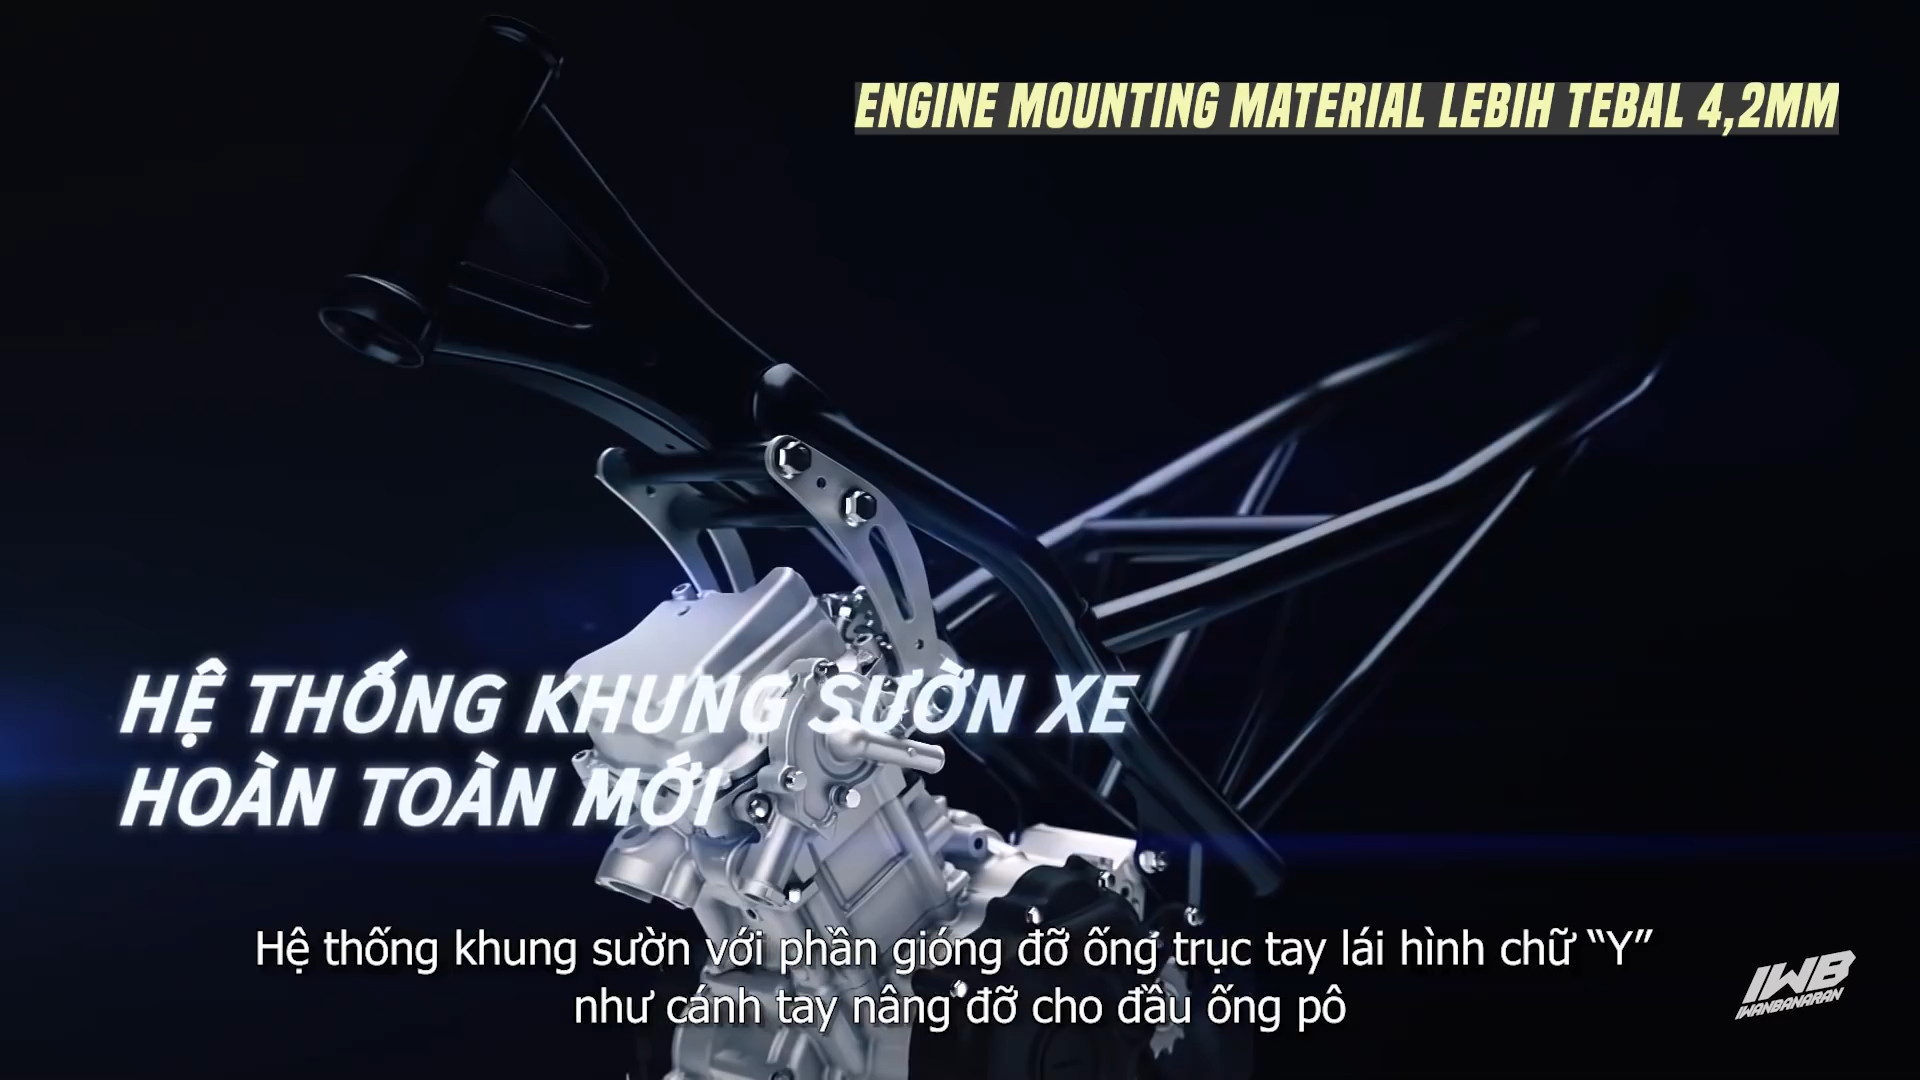 ENGINE MOUNTING MATERIAL LEBIH TEBAL 4,2MM
HỆ THỐNG KHUNG SƯỜN XE
HOÀN TOÀN MỚI
Hệ thống khung sườn với phần gióng đỡ ống trục tay lái hình chữ “Y”
như cánh tay nâng đỡ cho đầu ống pô
IWB
IWANBANARAN